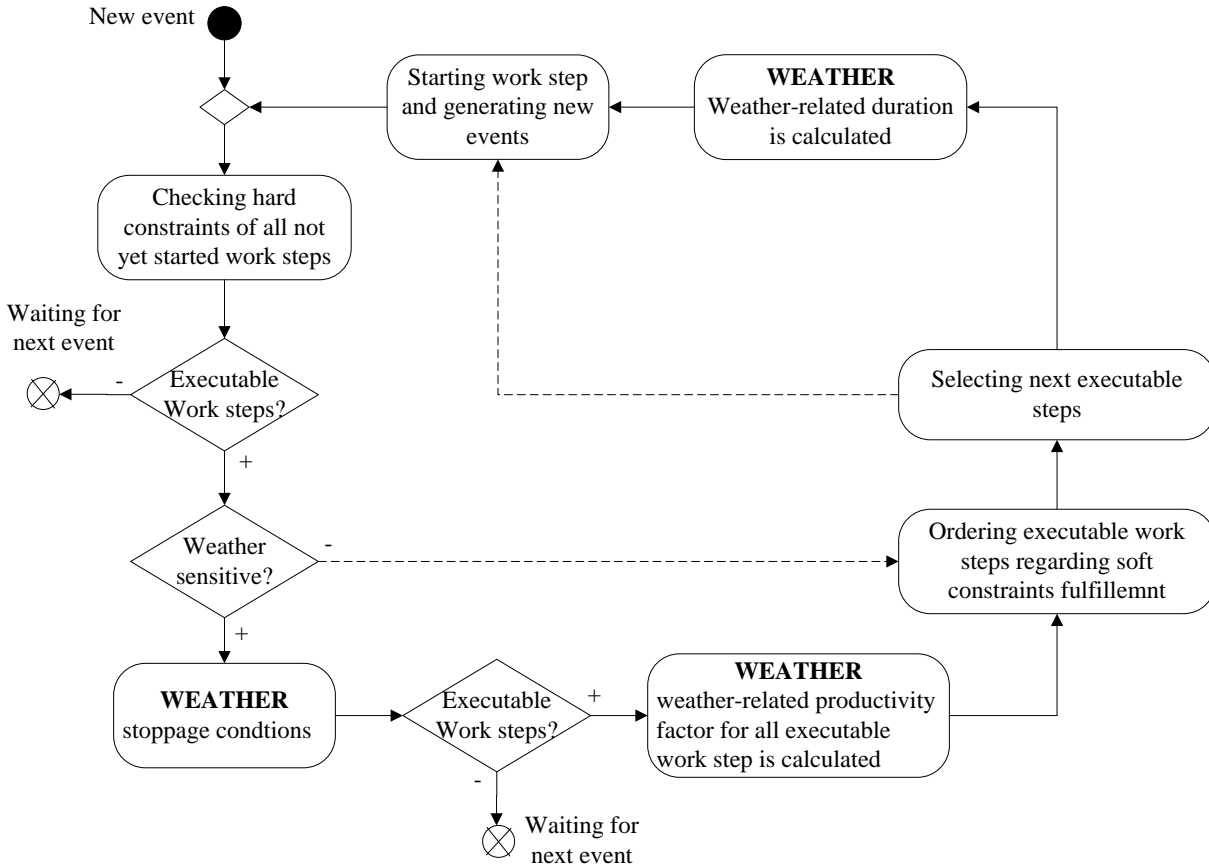 New event
Starting work step
and generating new
events
WEATHER
Weather-related duration
is calculated
Checking hard
constraints of all not
yet started work steps
Waiting for
next event
-
Executable
Work steps?
+
Selecting next executable
steps
Weather
sensitive?
-
+
Ordering executable work
steps regarding soft
constraints fulfillemnt
WEATHER
stoppage condtions
Executable
Work steps?
+
-
WEATHER
weather-related productivity
factor for all executable
work step is calculated
Waiting for
next event